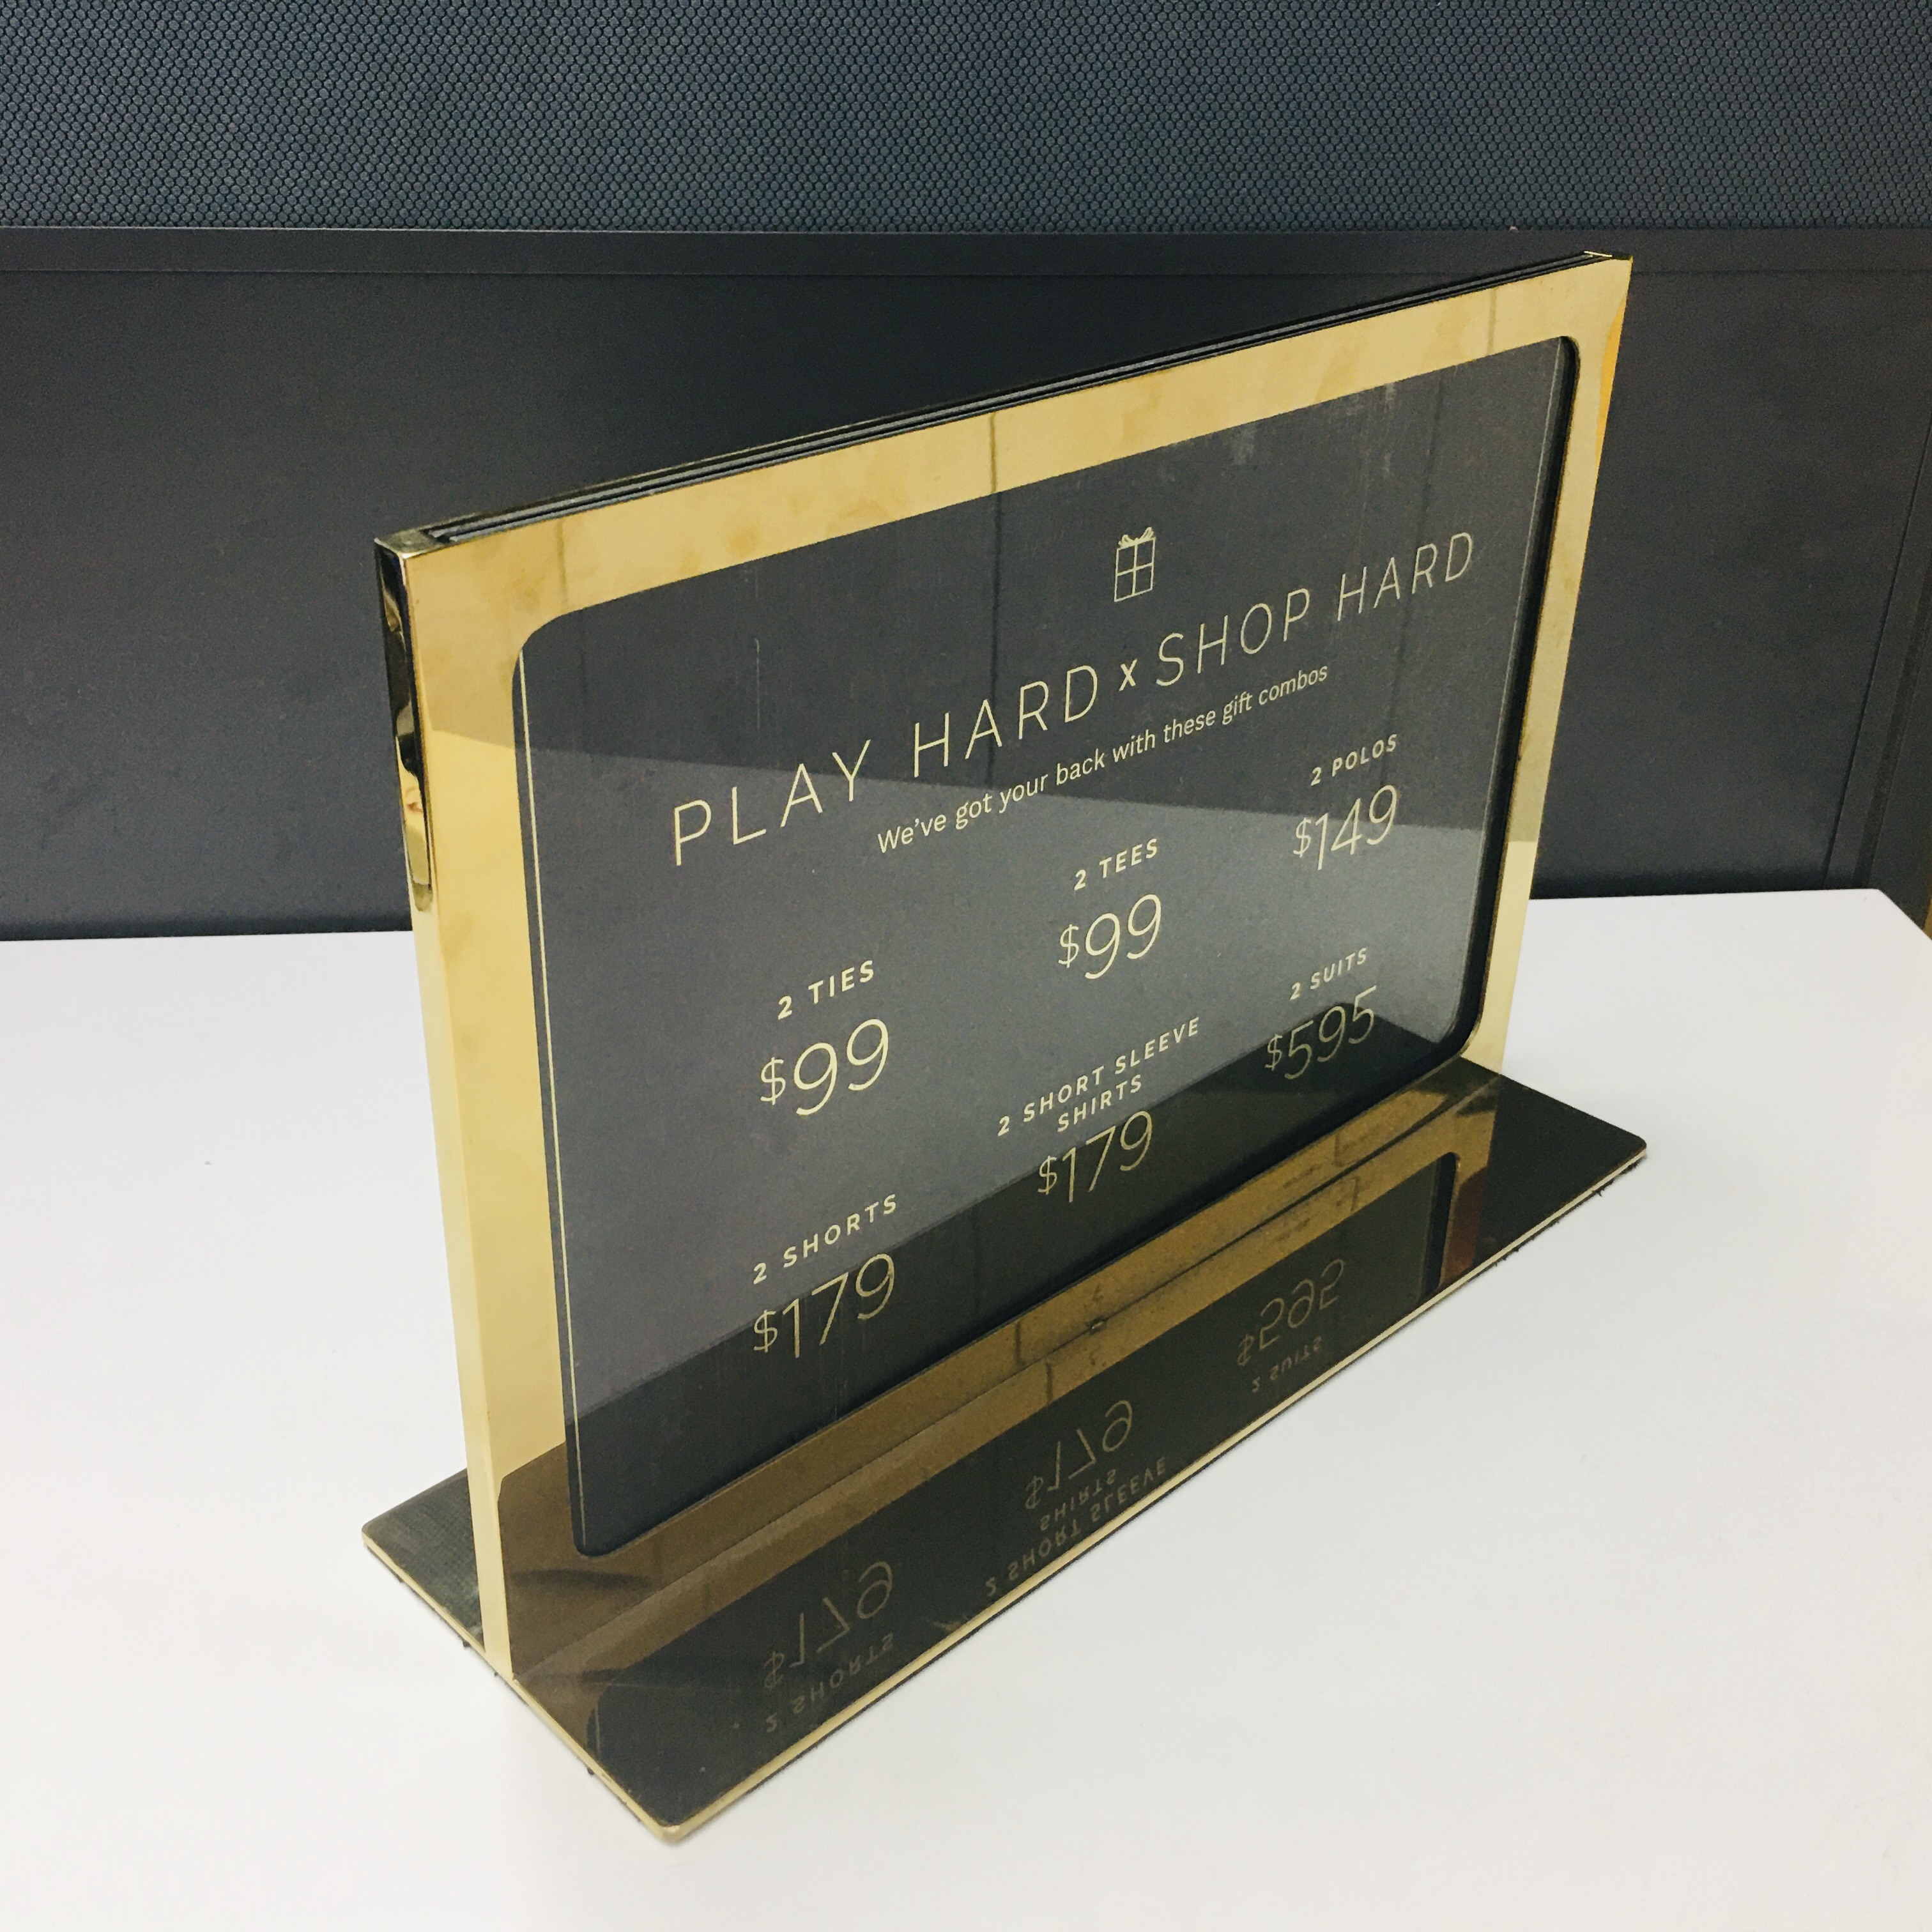 PLAY HARD x SHOP HARD
We've got your back with these gift combos
2 TIES
$99
2 TEES
$99
2 POLOS
$149
2 SHORTS
$179
2 SHORT SLEEVE
SHIRTS
$179
2 SUITS
$595